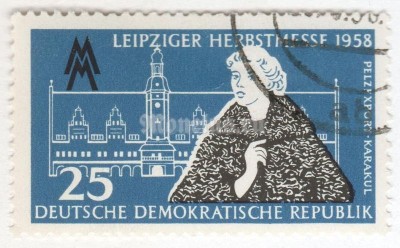 MM
LEIPZIGER HERBSTMESSE 1958
PELZEXPORT-KARAKUL
25
DEUTSCHE DEMOKRATISCHE REPUBLIK